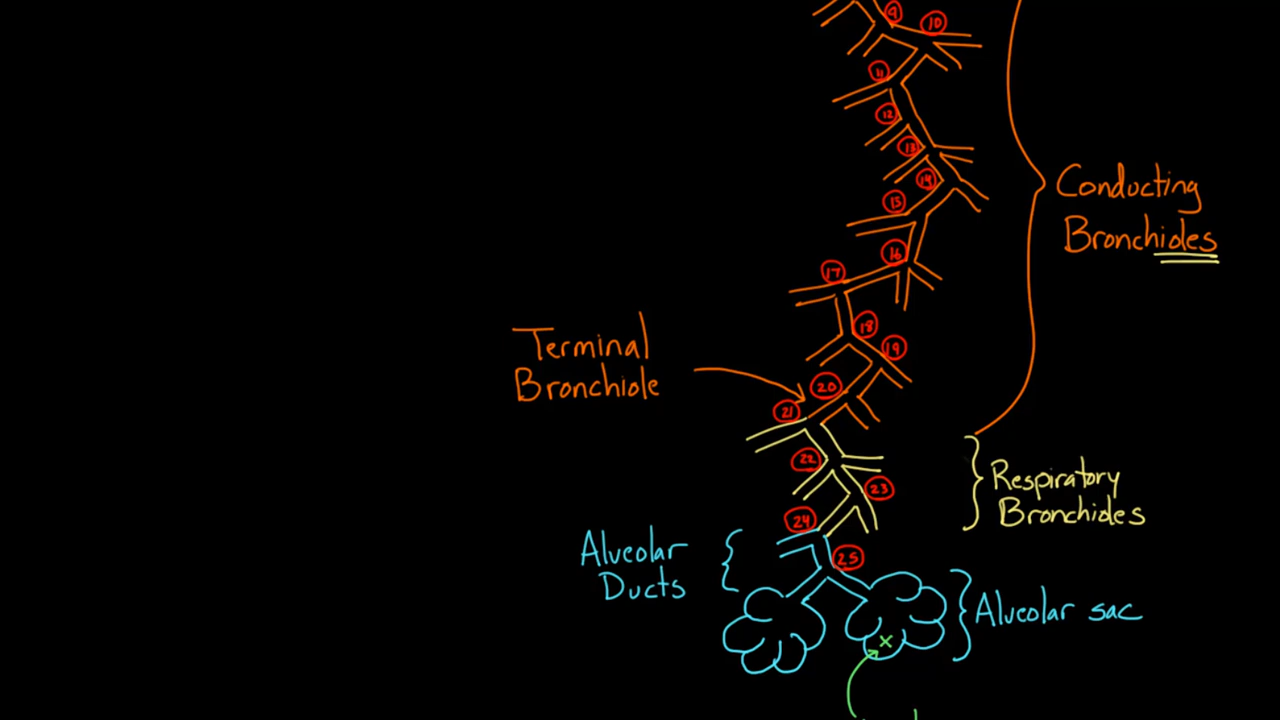 9
10
11
12
13
14
15
16
17
18
19
20
21
22
23
24
25
Conducting
Bronchioles
Terminal
Bronchiole
Respiratory
Bronchioles
Alveolar
Ducts
Alveolar sac